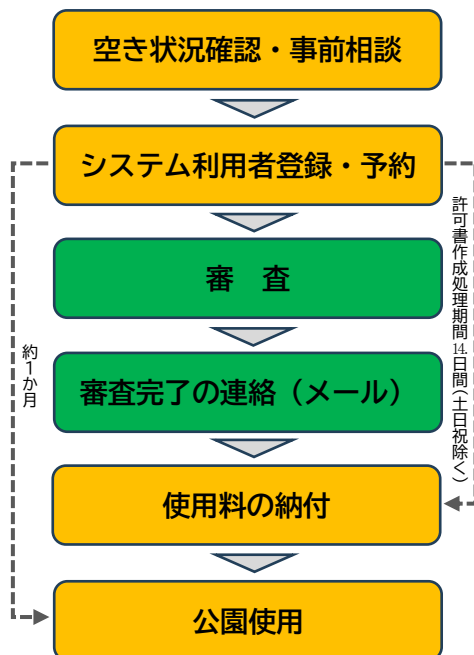 空き状況確認・事前相談
システム利用者登録・予約
審　査
審査完了の連絡（メール）
使用料の納付
公園使用
約１か月
許可書作成処理期間14.日間（土日祝除く）